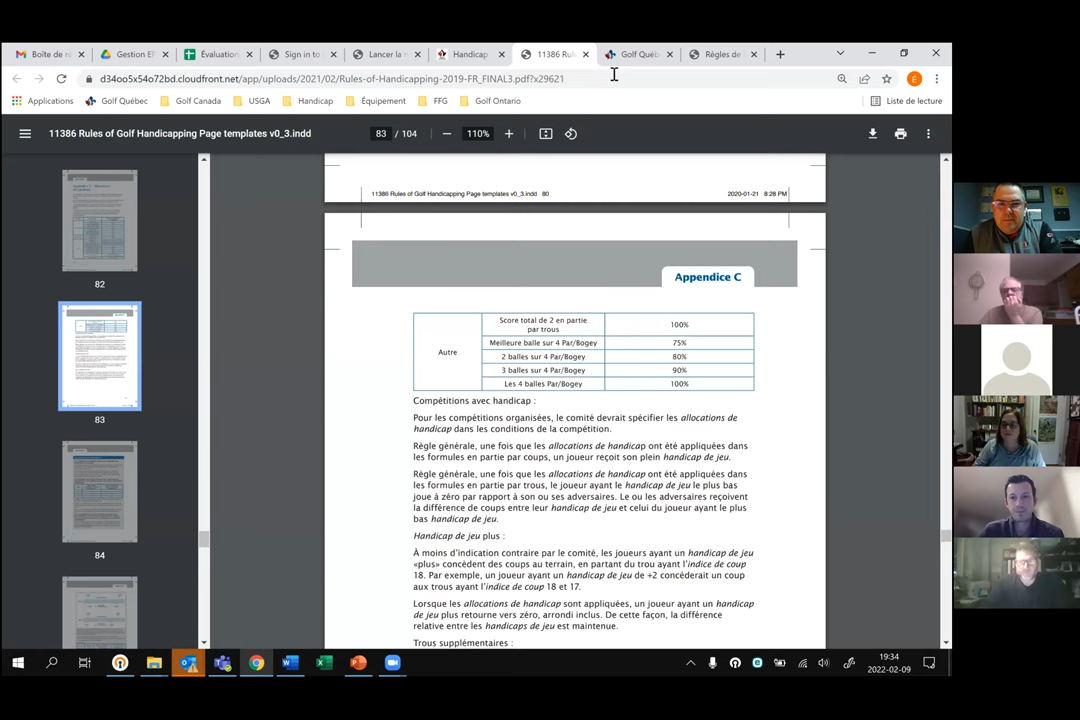 Boîte de ré
Gestion EF
Évaluation
Sign in to j
Lancer la r
Handicap
11386 Rul
Golf Québ
Règles de
d34oo5x54o72bd.cloudfront.net/app/uploads/2021/02/Rules-of-Handicapping-2019-FR_FINAL3.pdf?x29621
É
Applications
Golf Québec
Golf Canada
USGA
Handicap
Équipement
FFG
Golf Ontario
Liste de lecture
11386 Rules of Golf Handicapping Page templates v0_3.indd
83 / 104
110%
82
83
84
11386 Rules of Golf Handicapping Page templates v0_3.indd 80
2020-01-21 8:28 PM
Appendice C
Autre
Score total de 2 en partie
par trous
100%
Meilleure balle sur 4 Par/Bogey
75%
2 balles sur 4 Par/Bogey
80%
3 balles sur 4 Par/Bogey
90%
Les 4 balles Par/Bogey
100%
Compétitions avec handicap :
Pour les compétitions organisées, le comité devrait spécifier les allocations de
handicap dans les conditions de la compétition.
Règle générale, une fois que les allocations de handicap ont été appliquées dans
les formules en partie par coups, un joueur reçoit son plein handicap de jeu.
Règle générale, une fois que les allocations de handicap ont été appliquées dans
les formules en partie par trous, le joueur ayant le handicap de jeu le plus bas
joue à zéro par rapport à son ou ses adversaires. Le ou les adversaires reçoivent
la différence de coups entre leur handicap de jeu et celui du joueur ayant le plus
bas handicap de jeu.
Handicap de jeu plus :
À moins d'indication contraire par le comité, les joueurs ayant un handicap de jeu
«plus» concèdent des coups au terrain, en partant du trou ayant l'indice de coup
18. Par exemple, un joueur ayant un handicap de jeu de +2 concéderait un coup
aux trous ayant l'indice de coup 18 et 17.
Lorsque les allocations de handicap sont appliquées, un joueur ayant un handicap
de jeu plus retourne vers zéro, arrondi inclus. De cette façon, la différence
relative entre les handicaps de jeu est maintenue.
Trous supplémentaires :
19:34
2022-02-09